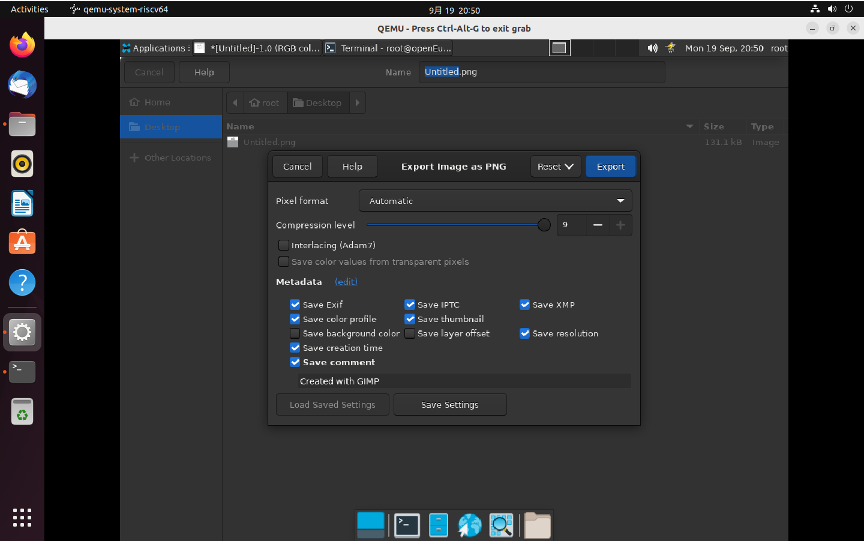 Activities qemu-system-riscv64 9月 19 20:50
QEMU - Press Ctrl-Alt-G to exit grab
Applications : *[Untitled]-1.0 (RGB col... Terminal - root@openEu... Mon 19 Sep, 20:50 root
Cancel Help Name Untitled.png
Home root Desktop
Desktop Name Size Type
Untitled.png 131.1 kB Image
Other Locations
Cancel Help Export Image as PNG Reset Export
Pixel format Automatic
Compression level 9
Interlacing (Adam7)
Save color values from transparent pixels
Metadata (edit)
Save Exif Save IPTC Save XMP
Save color profile Save thumbnail
Save background color Save layer offset Save resolution
Save creation time
Save comment
Created with GIMP
Load Saved Settings Save Settings